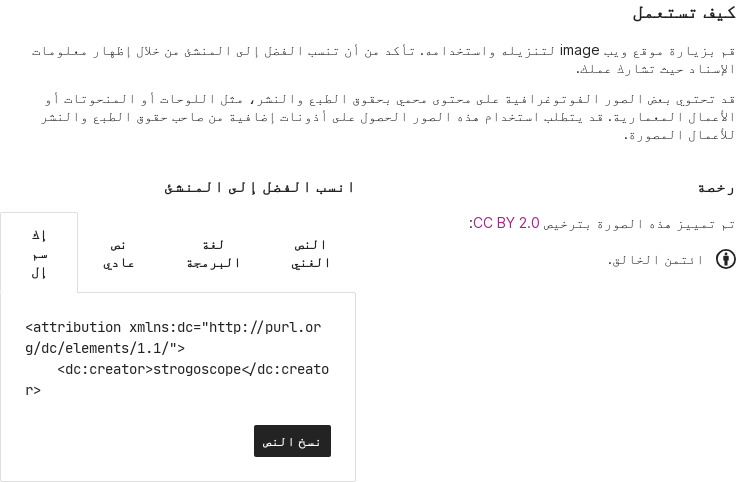 كيف تستعمل
قم بزيارة موقع ويب image لتنزيله واستخدامه. تأكد من أن تنسب الفضل إلى المنشئ من خلال إظهار معلومات
الإسناد حيث تشارك عملك.
قد تحتوي بعض الصور الفوتوغرافية على محتوى محمي بحقوق الطبع والنشر، مثل اللوحات أو المنحوتات أو
الأعمال المعمارية. قد يتطلب استخدام هذه الصور الحصول على أذونات إضافية من صاحب حقوق الطبع والنشر
للأعمال المصورة.
رخصة
تم تمييز هذه الصورة بترخيص CC BY 2.0:
ائتمن الخالق.
انسب الفضل إلى المنشئ
النص
الغني
لغة
البرمجة
نص
عادي
إك
سم
إل
<attribution xmlns:dc="http://purl.or
g/dc/elements/1.1/">
<dc:creator>strogoscope</dc:creato
r>
نسخ النص